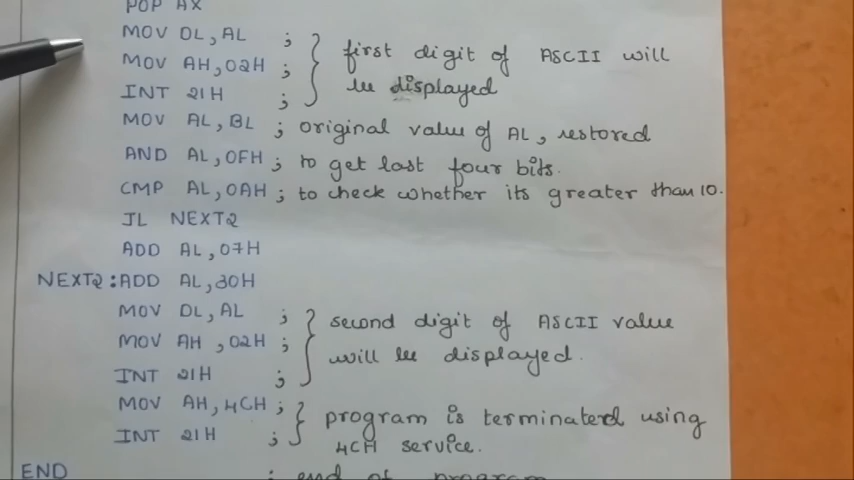 POP AX
MOV DL, AL ; } first digit of ASCII will
MOV AH, 02H ; be displayed
INT 21H ;
MOV AL, BL ; original value of AL, restored
AND AL, 0FH ; to get last four bits.
CMP AL, 0AH ; to check whether its greater than 10.
JL NEXT2
ADD AL, 07H
NEXT2: ADD AL, 30H
MOV DL, AL ; } second digit of ASCII value
MOV AH, 02H ; will be displayed.
INT 21H ;
MOV AH, 4CH ; } program is terminated using
INT 21H ; 4CH service.
END ; end of program